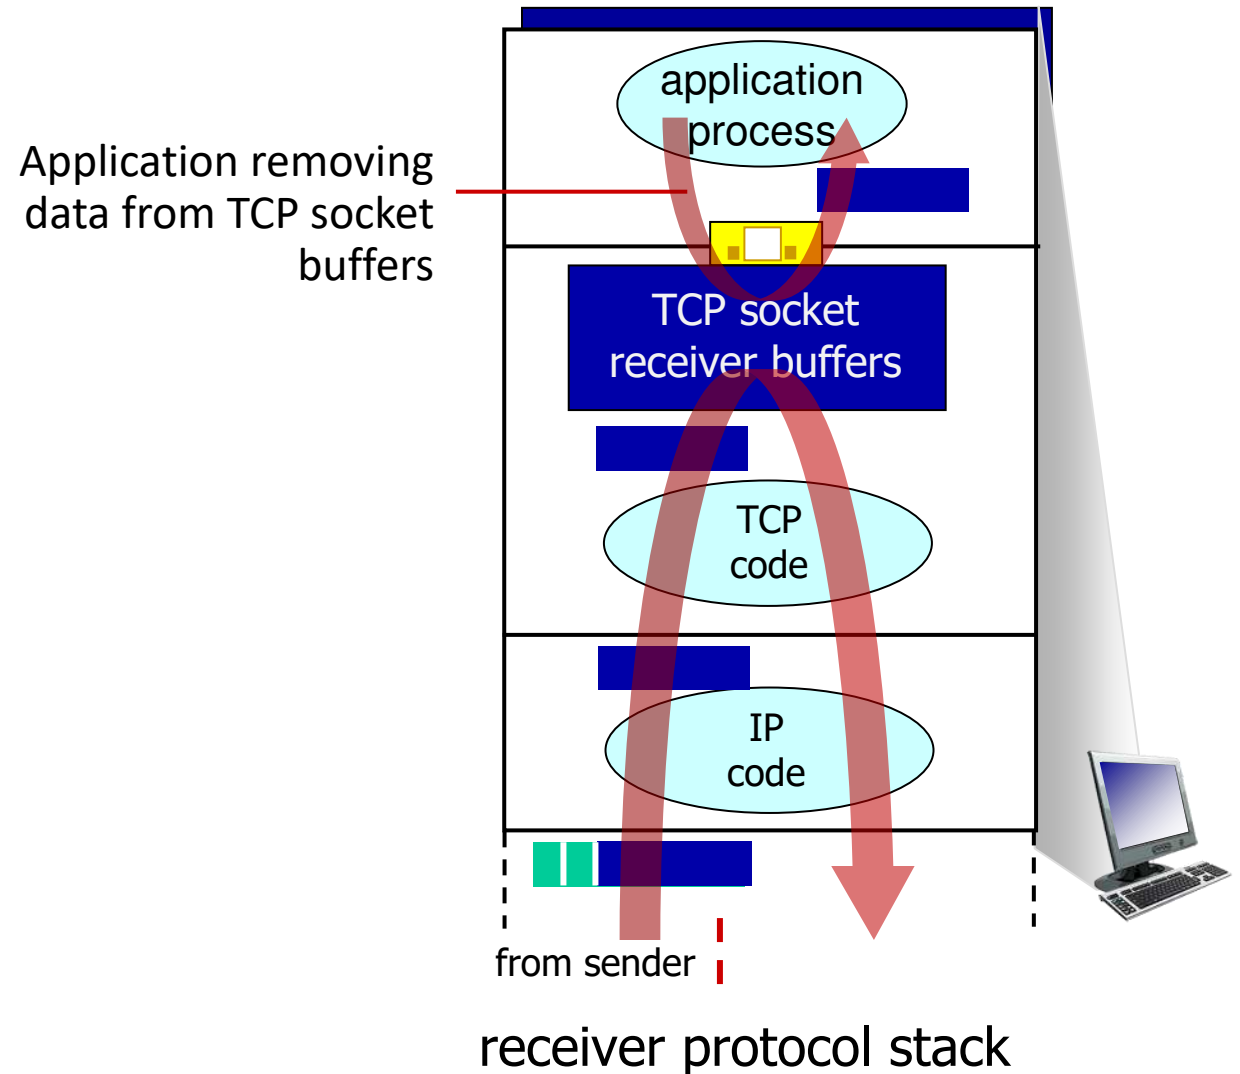 application
process
Application removing
data from TCP socket
buffers
TCP socket
receiver buffers
TCP
code
IP
code
from sender
receiver protocol stack